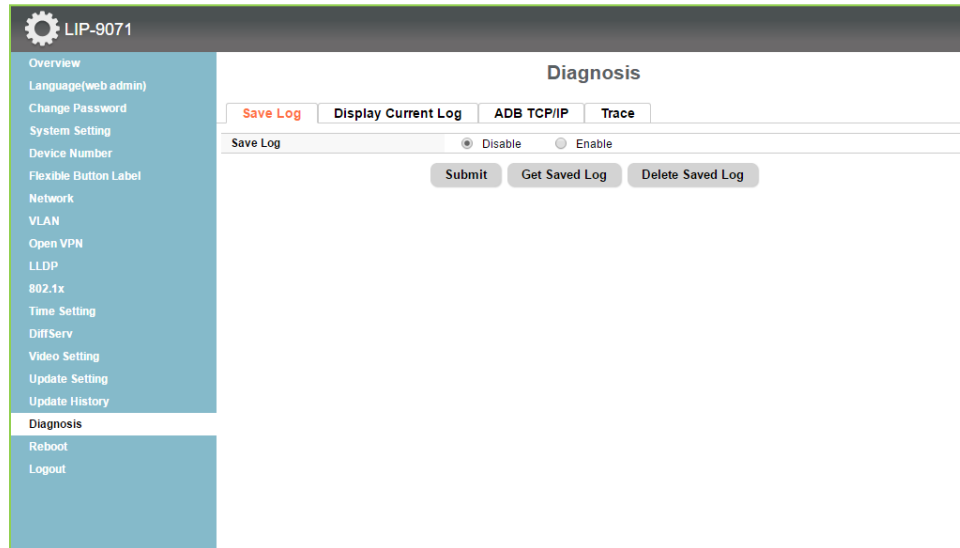 LIP-9071
Overview
Language(web admin)
Change Password
System Setting
Device Number
Flexible Button Label
Network
VLAN
Open VPN
LLDP
802.1x
Time Setting
DiffServ
Video Setting
Update Setting
Update History
Diagnosis
Reboot
Logout
Diagnosis
Save Log Display Current Log ADB TCP/IP Trace
Save Log Disable Enable
Submit Get Saved Log Delete Saved Log